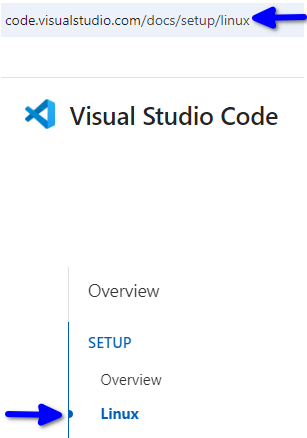 code.visualstudio.com/docs/setup/linux
Visual Studio Code
Overview
SETUP
Overview
Linux